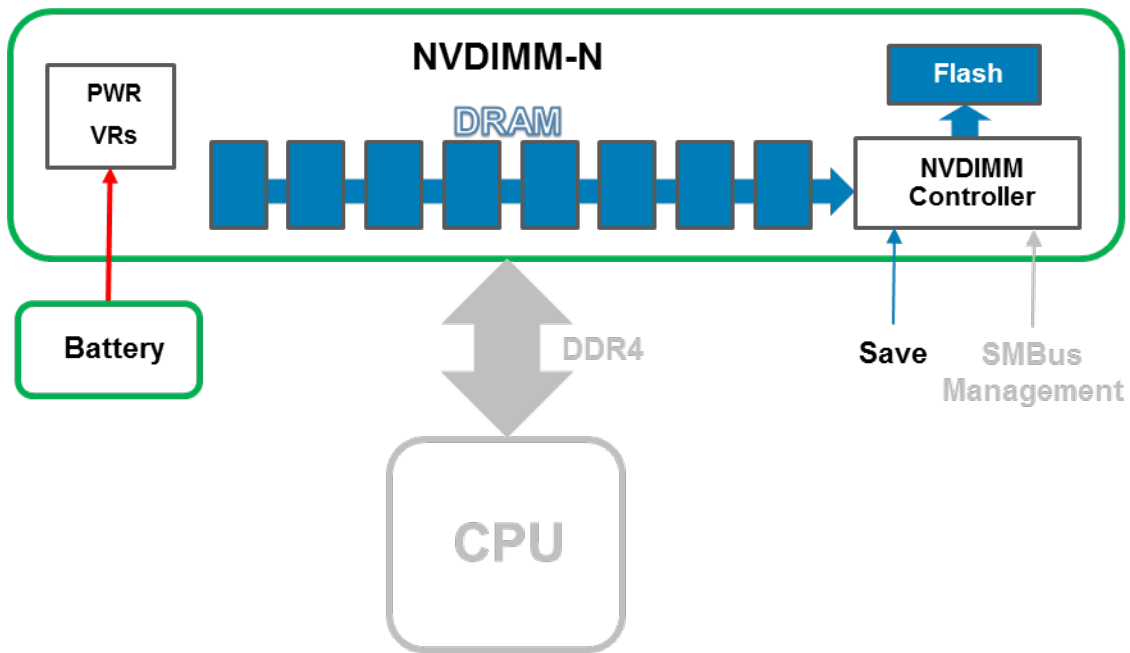 NVDIMM-N
PWR
VRs
DRAM
Flash
NVDIMM
Controller
Battery
DDR4
Save
SMBus
Management
CPU